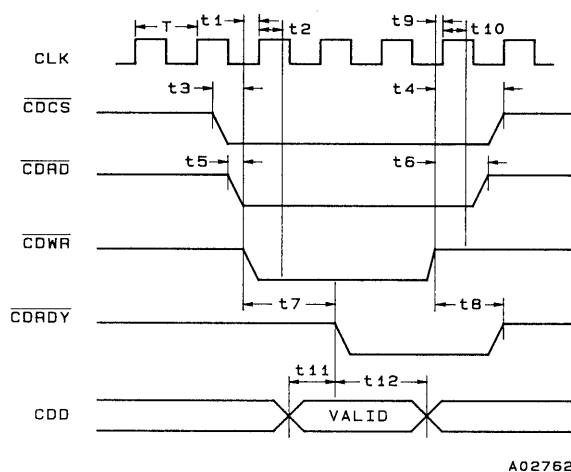 t1 t2 t9 t10
T
CLK
t3 t4
CDCS
t5 t6
CDAD
CDWR
t7 t8
CDRDY
t11 t12
CDD VALID
A02762